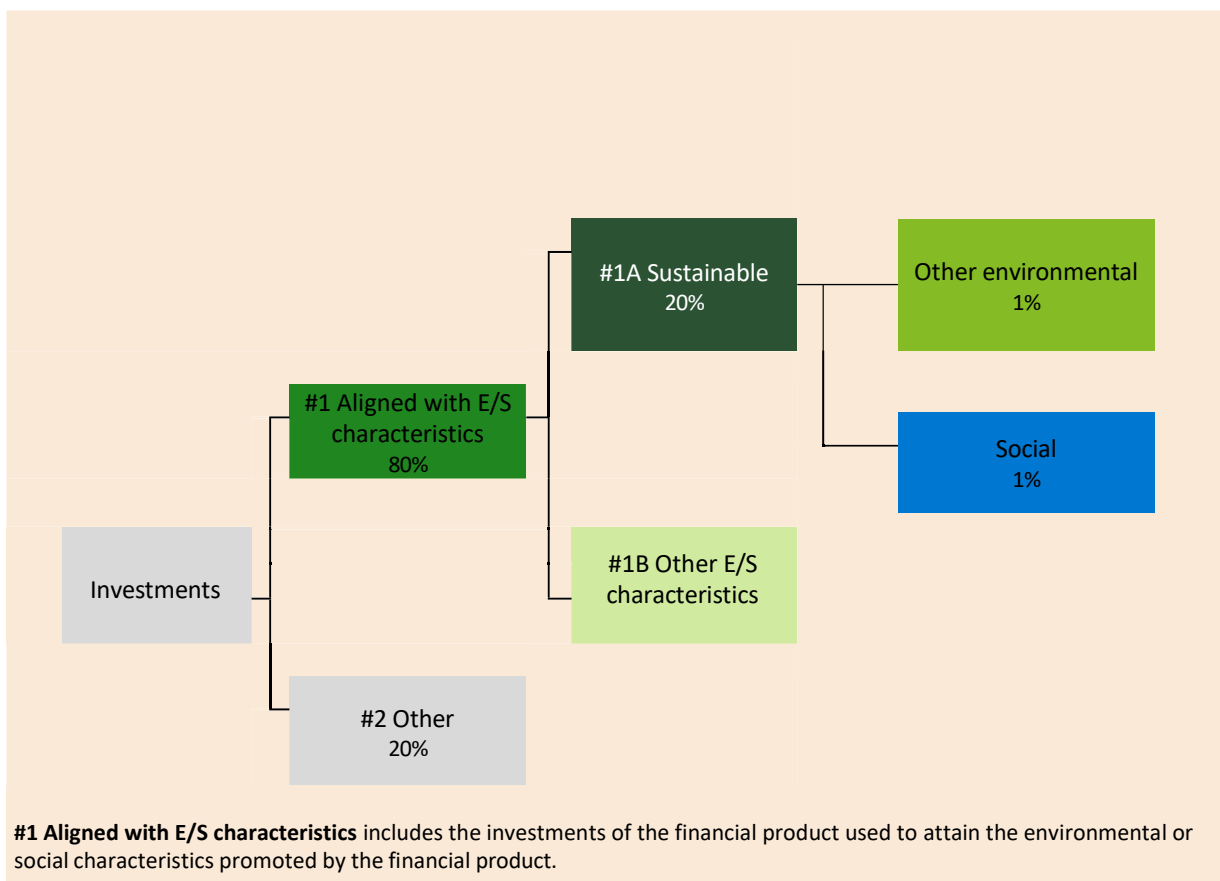 #1A Sustainable
20%
Other environmental
1%
#1 Aligned with E/S
characteristics
80%
Social
1%
Investments
#1B Other E/S
characteristics
#2 Other
20%
#1 Aligned with E/S characteristics includes the investments of the financial product used to attain the environmental or
social characteristics promoted by the financial product.